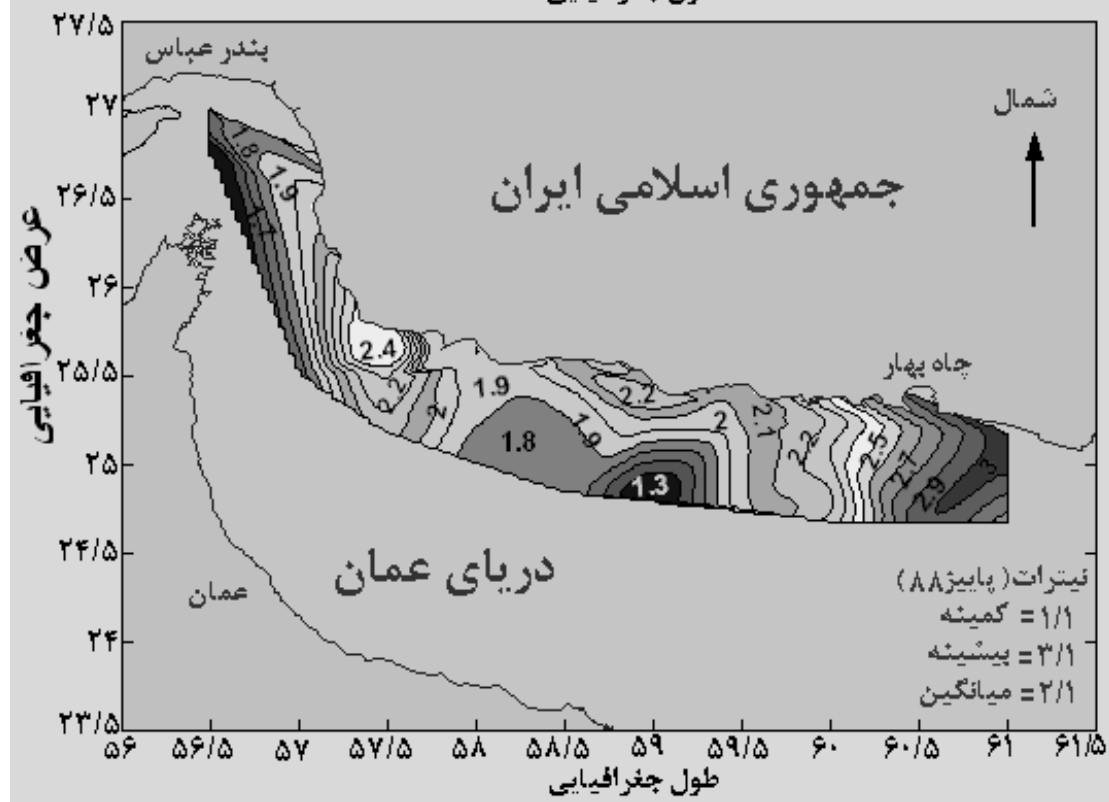 ۲۷/۵
بندر عباس
۲۷
شمال
1.8
1.9
جمهوری اسلامی ایران
۲۶/۵
1.7
عرض جغرافیایی
۲۶
2.4
۲۵/۵
چاه بهار
2.2
2
1.9
2.2
1.9
2
2.1
2.2
2.5
2.7
2.9
3
1.8
1.3
۲۵
۲۴/۵
دریای عمان
عمان
نیترات( پاییز۸۸)
۱/۱ = کمینه
۳/۱ = بیشینه
۲/۱ = میانگین
۲۴
۲۳/۵
۵۶ ۵۶/۵ ۵۷ ۵۷/۵ ۵۸ ۵۸/۵ ۵۹ ۵۹/۵ ۶۰ ۶۰/۵ ۶۱ ۶۱/۵
طول جغرافیایی